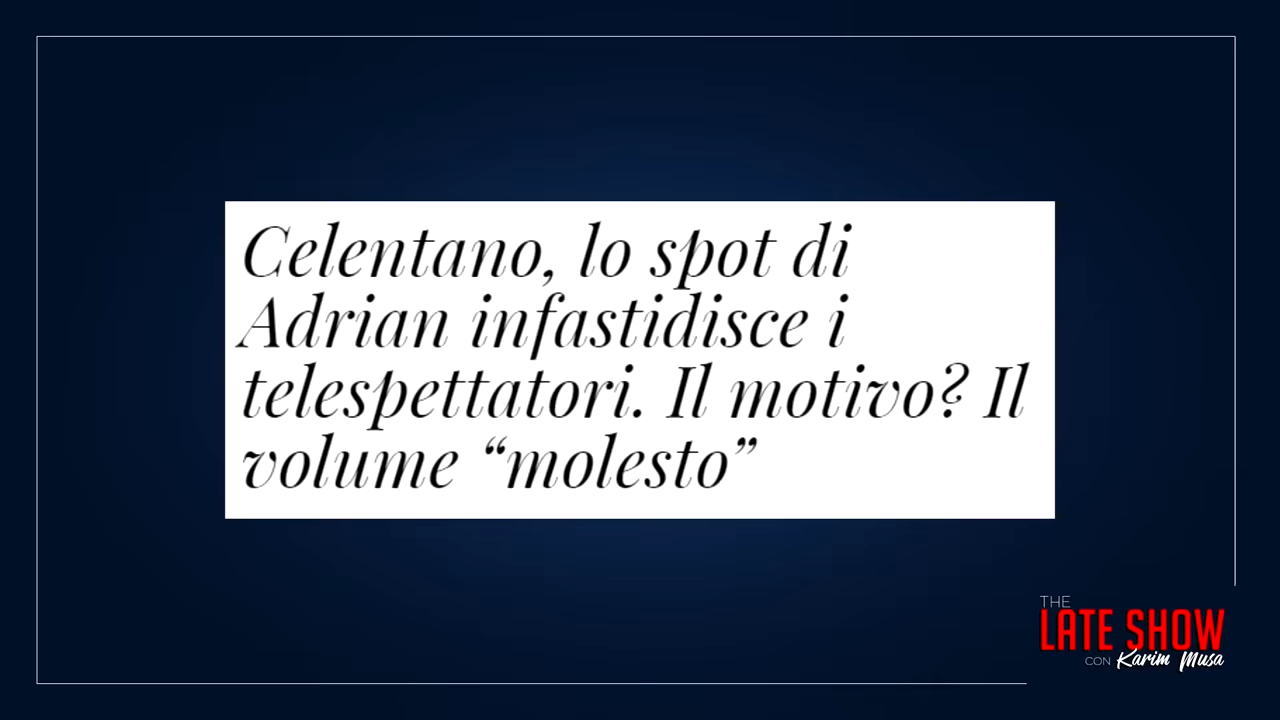 Celentano, lo spot di
Adrian infastidisce i
telespettatori. Il motivo? Il
volume “molesto”
THE
LATE SHOW
CON Karim Musa